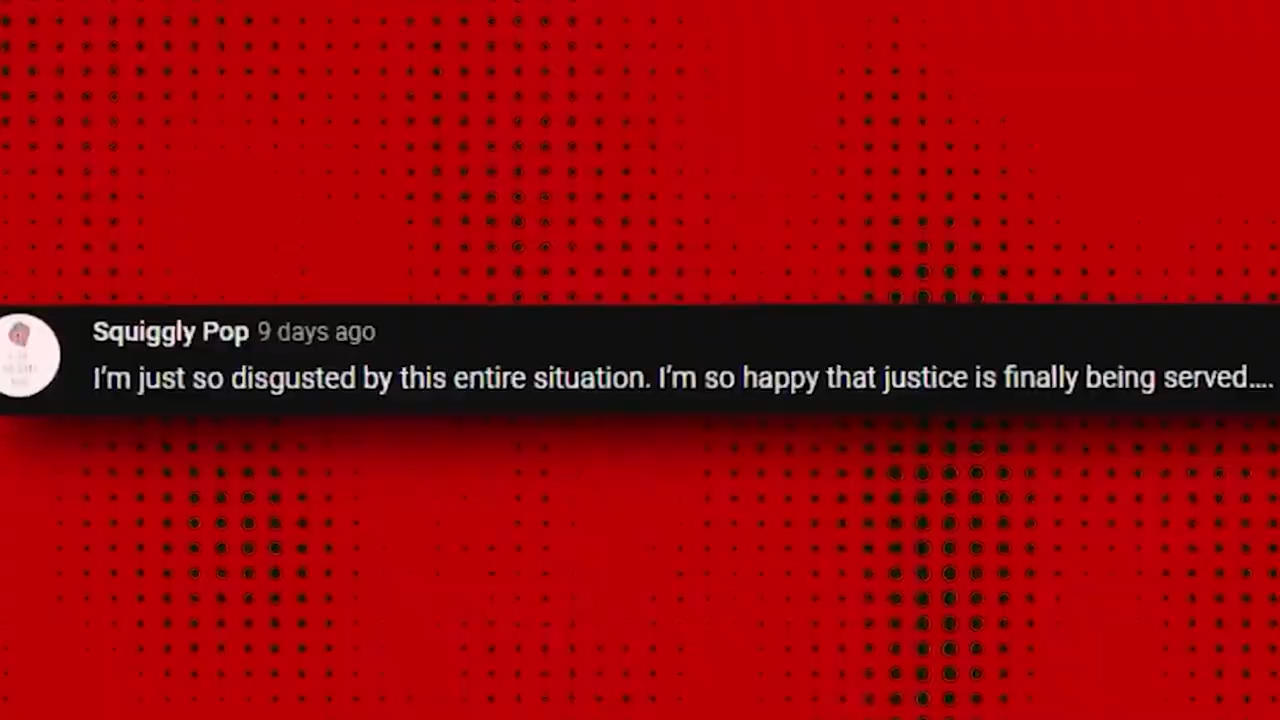 Squiggly Pop 9 days ago
I'm just so disgusted by this entire situation. I'm so happy that justice is finally being served....